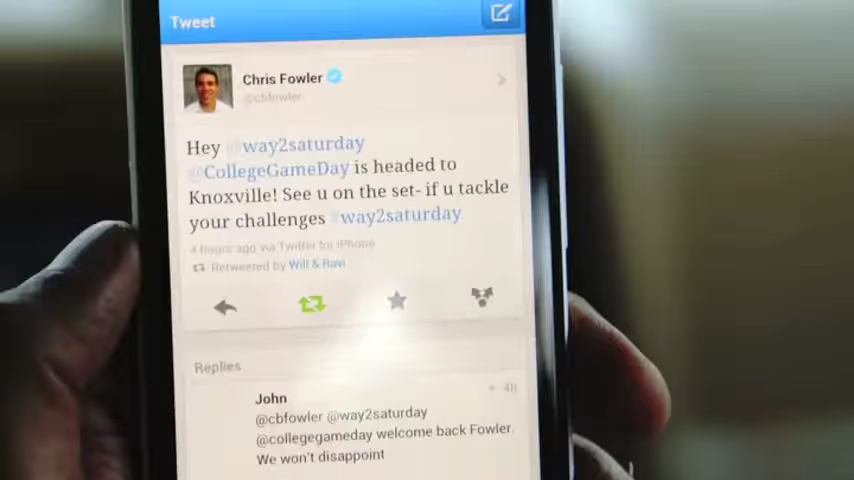 Tweet
Chris Fowler
@cbfowler
Hey @way2saturday
@CollegeGameDay is headed to
Knoxville! See u on the set- if u tackle
your challenges #way2saturday
4 hours ago via Twitter for iPhone
Retweeted by Will & Ravi
Replies
John
4h
@cbfowler @way2saturday
@collegegameday welcome back Fowler.
We won't disappoint